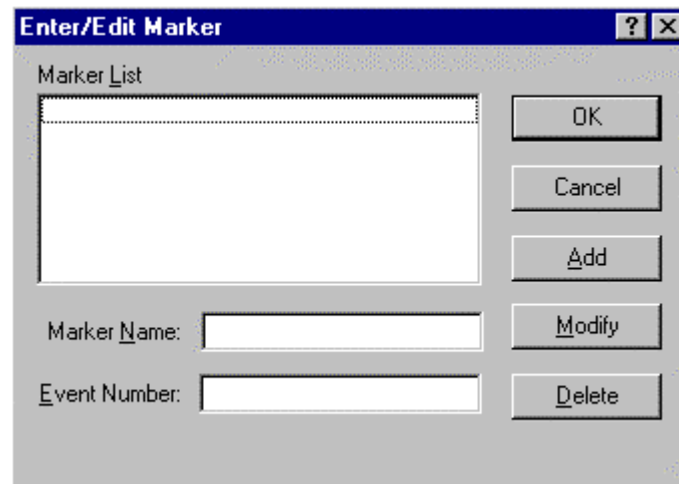 Enter/Edit Marker
Marker List
OK
Cancel
Add
Marker Name:
Modify
Event Number:
Delete